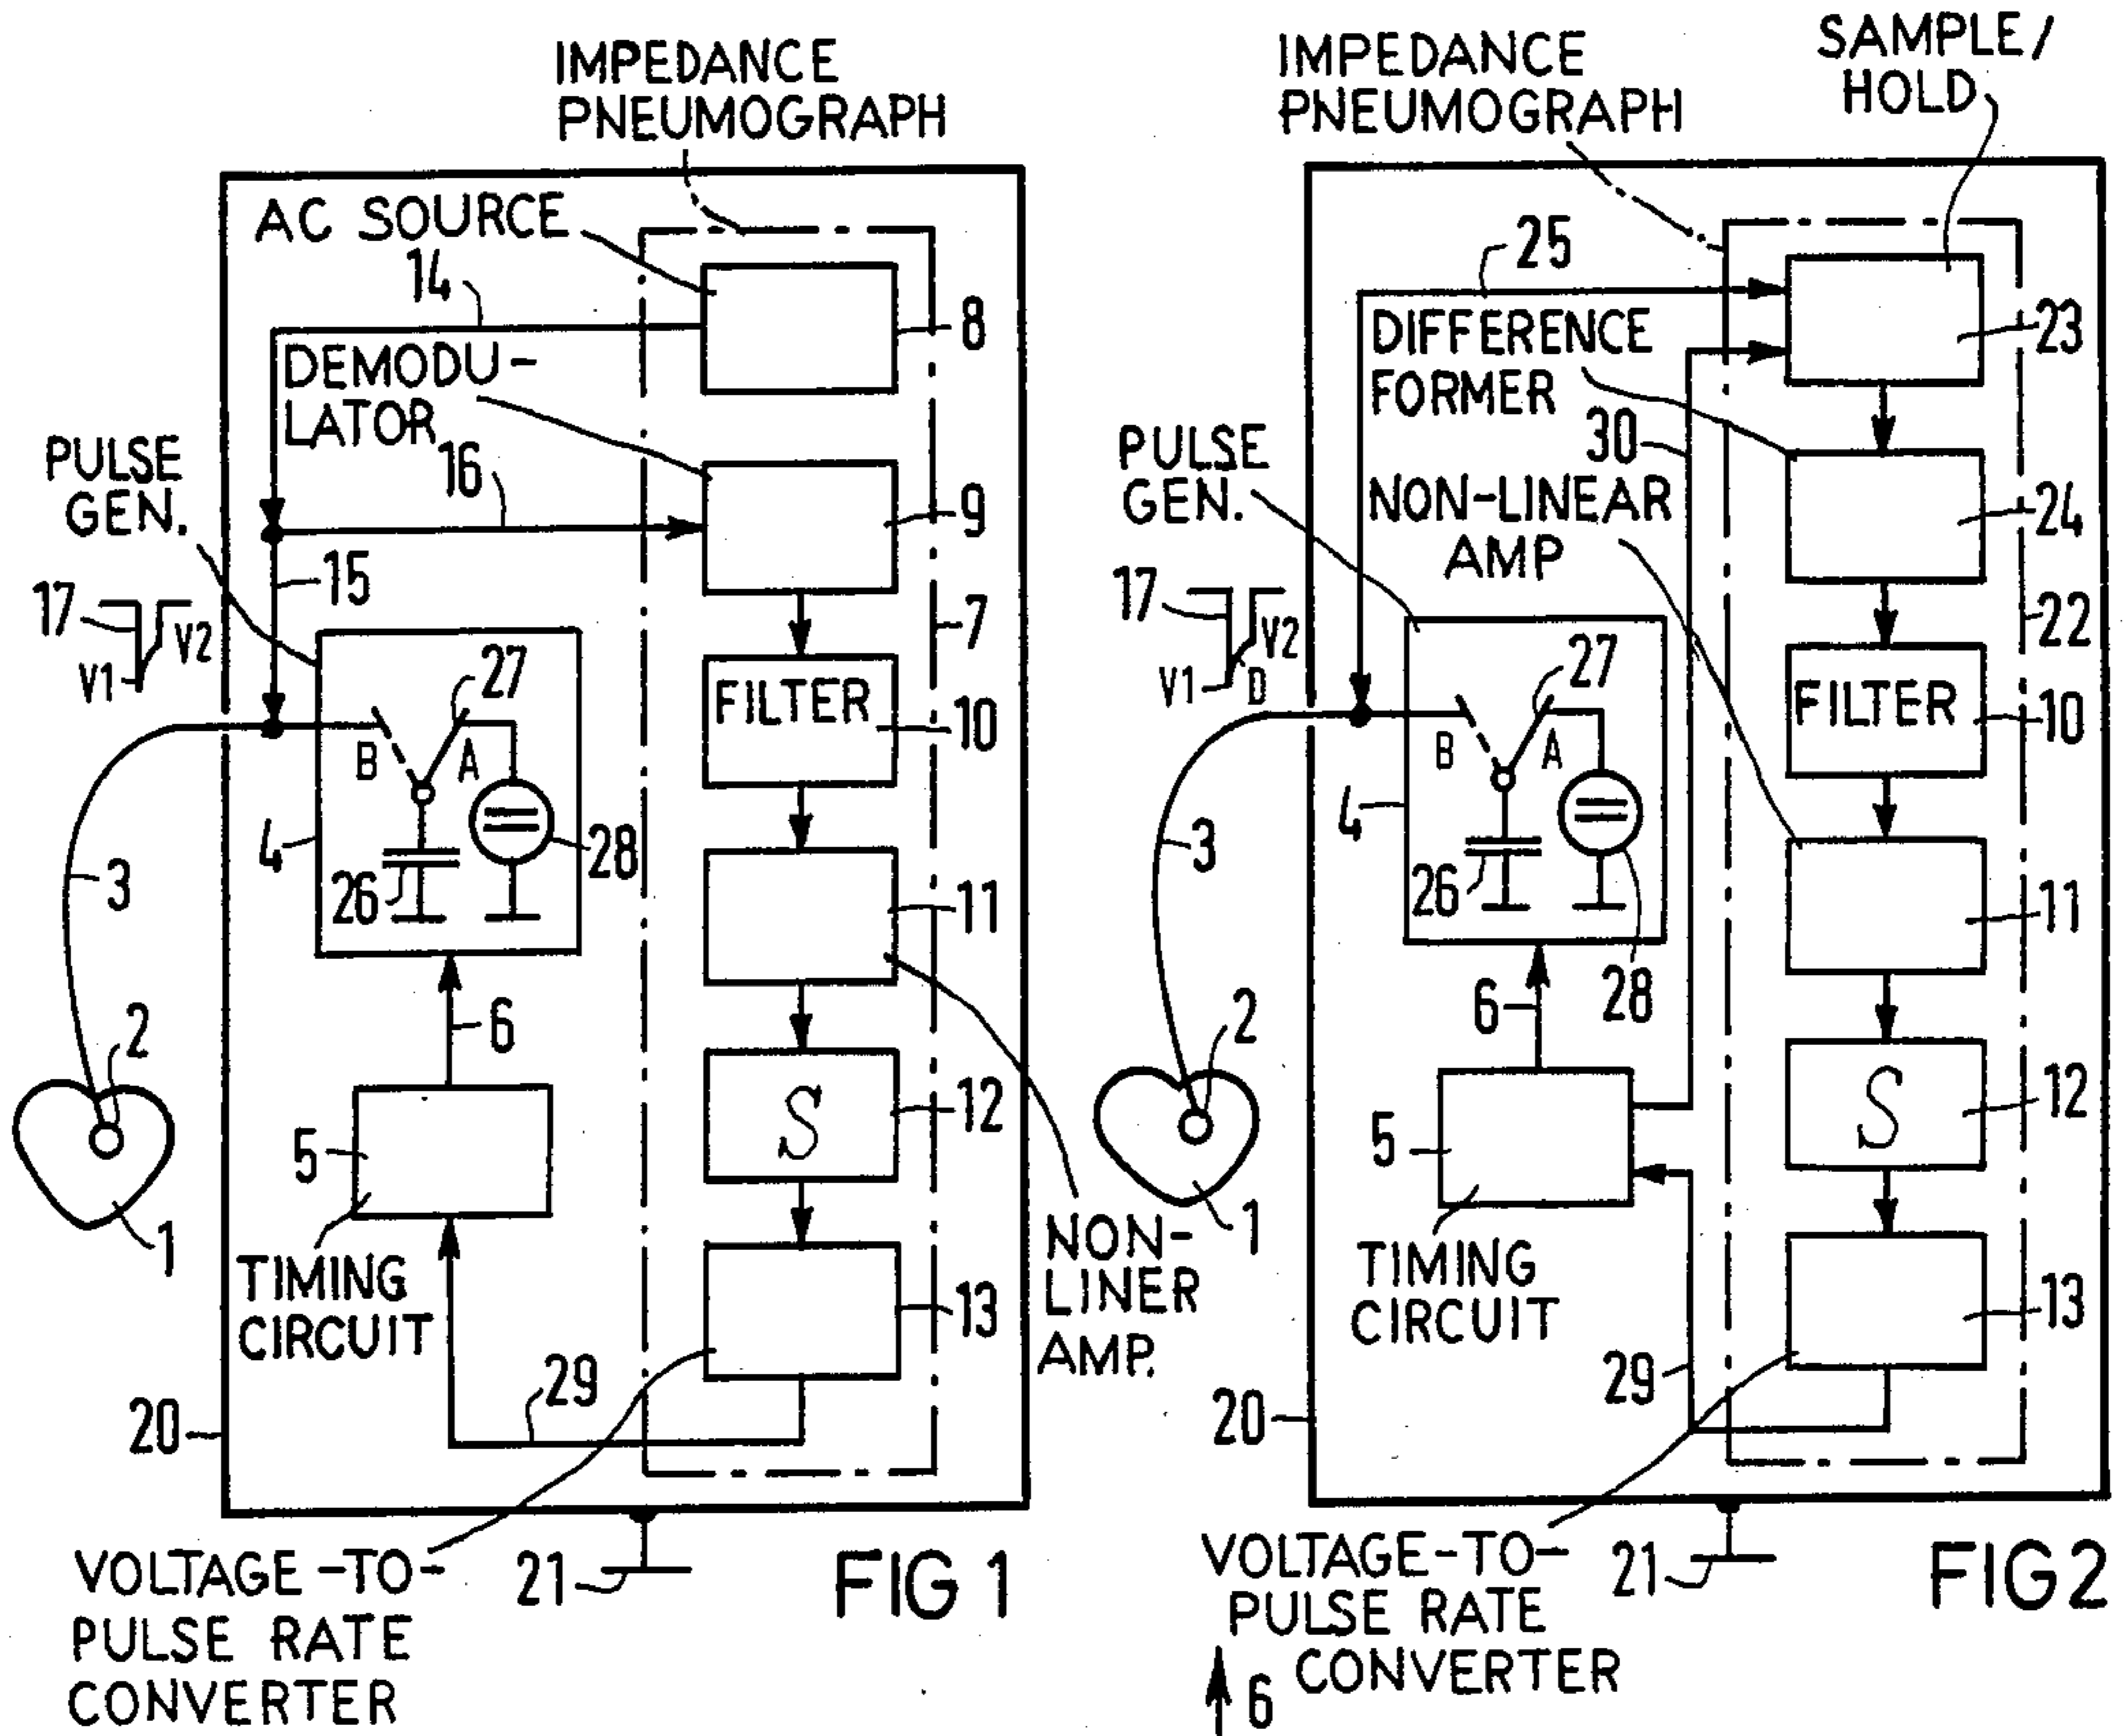 IMPEDANCE
PNEUMOGRAPH
AC SOURCE
14
8
DEMODU-
LATOR
16
9
PULSE
GEN.
15
17
V1
V2
7
27
FILTER
10
B
A
4
28
26
3
11
6
2
12
S
5
1
TIMING
CIRCUIT
NON-
LINER
AMP.
13
29
20
VOLTAGE-TO-
PULSE RATE
CONVERTER
21
FIG 1
IMPEDANCE
PNEUMOGRAPH
SAMPLE/
HOLD
25
23
DIFFERENCE
FORMER
30
PULSE
GEN.
24
NON-LINEAR
AMP
17
V1
V2
D
22
27
FILTER
10
B
A
4
3
26
28
11
6
2
12
S
5
1
TIMING
CIRCUIT
13
29
20
VOLTAGE-TO-
PULSE RATE
CONVERTER
21
FIG 2
6